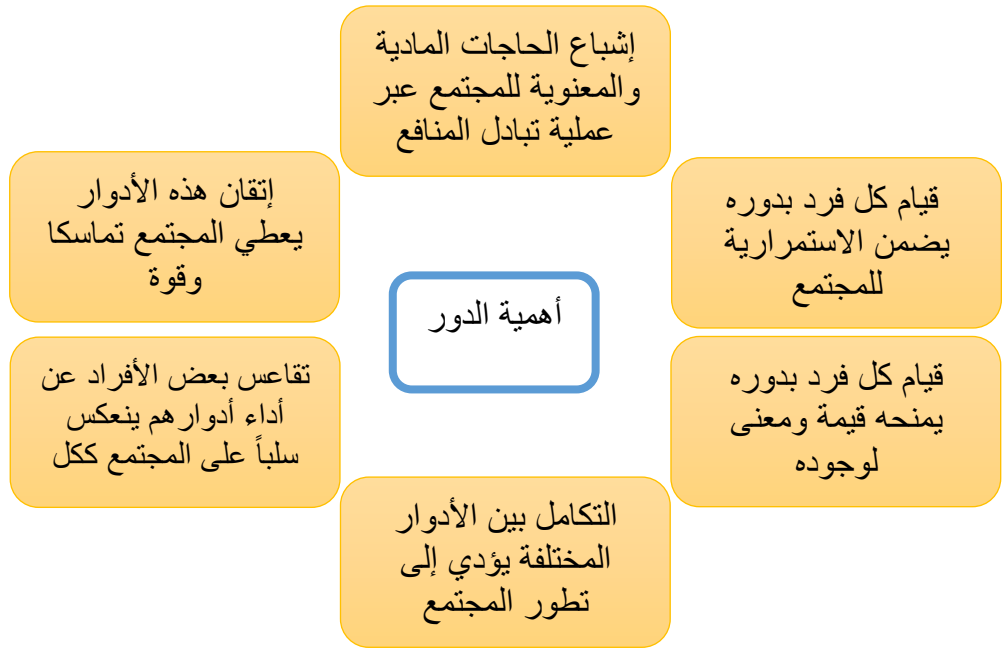 إشباع الحاجات المادية
والمعنوية للمجتمع عبر
عملية تبادل المنافع
قيام كل فرد بدوره
يضمن الاستمرارية
للمجتمع
إتقان هذه الأدوار
يعطي المجتمع تماسكا
وقوة
أهمية الدور
قيام كل فرد بدوره
يمنحه قيمة ومعنى
لوجوده
تقاعس بعض الأفراد عن
أداء أدوارهم ينعكس
سلباً على المجتمع ككل
التكامل بين الأدوار
المختلفة يؤدي إلى
تطور المجتمع